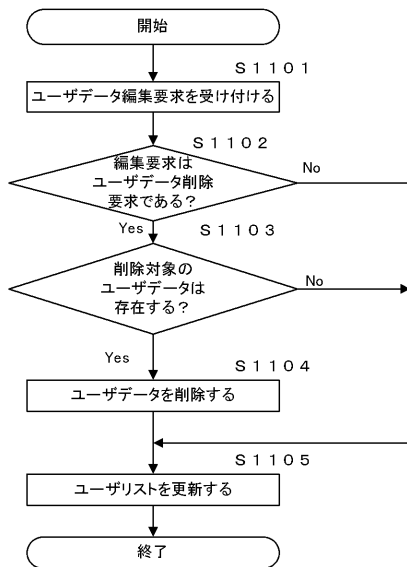 開始
S1101
ユーザデータ編集要求を受け付ける
S1102
編集要求は
ユーザデータ削除
要求である?
No
Yes
S1103
削除対象の
ユーザデータは
存在する?
No
Yes
S1104
ユーザデータを削除する
S1105
ユーザリストを更新する
終了